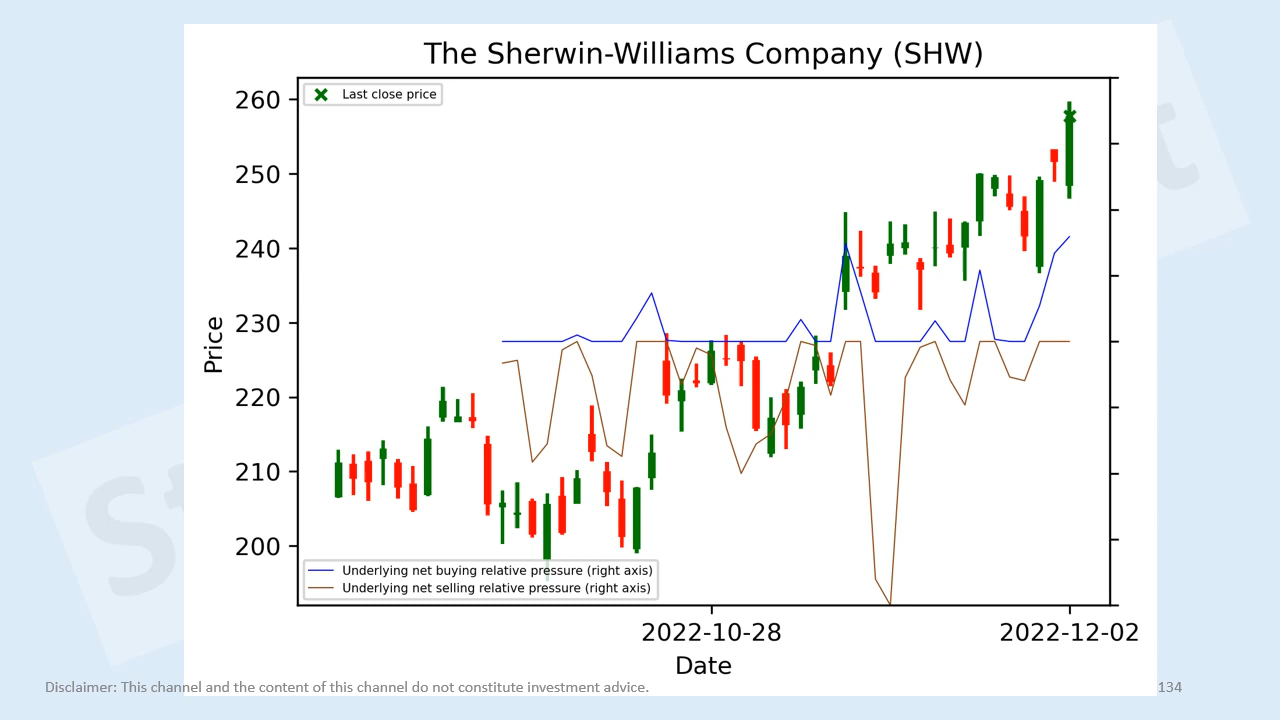 The Sherwin-Williams Company (SHW)
Last close price
260
250
240
230
220
210
200
Price
Underlying net buying relative pressure (right axis)
Underlying net selling relative pressure (right axis)
2022-10-28
2022-12-02
Date
Disclaimer: This channel and the content of this channel do not constitute investment advice.
134